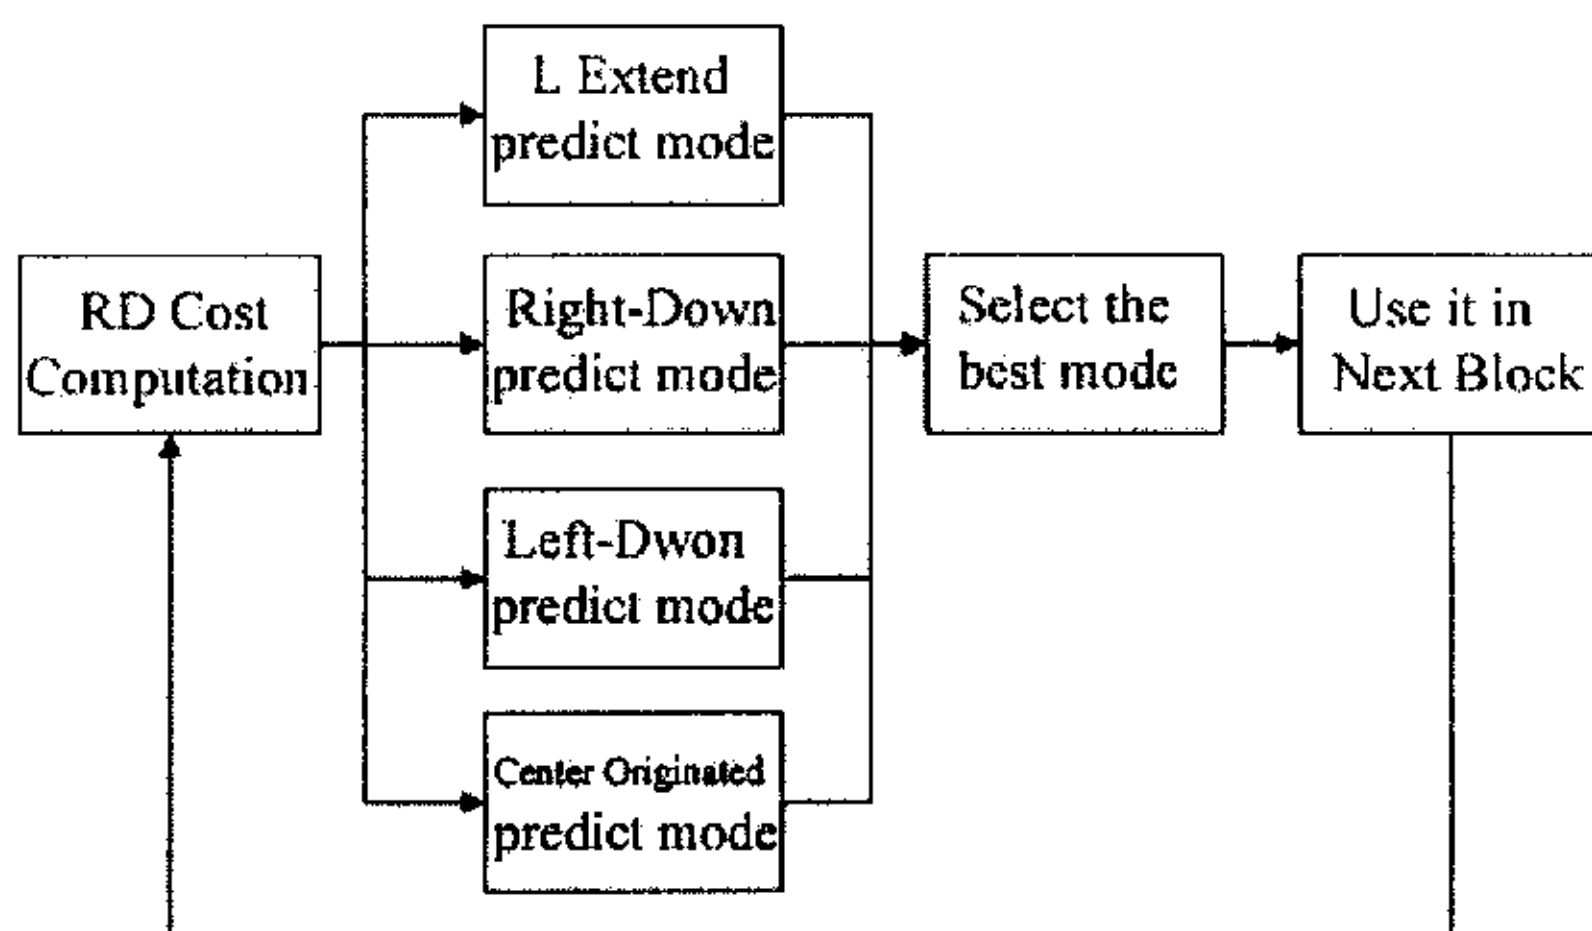 L Extend
predict mode
RD Cost
Computation
Right-Down
predict mode
Select the
best mode
Use it in
Next Block
Left-Dwon
predict mode
Center Originated
predict mode